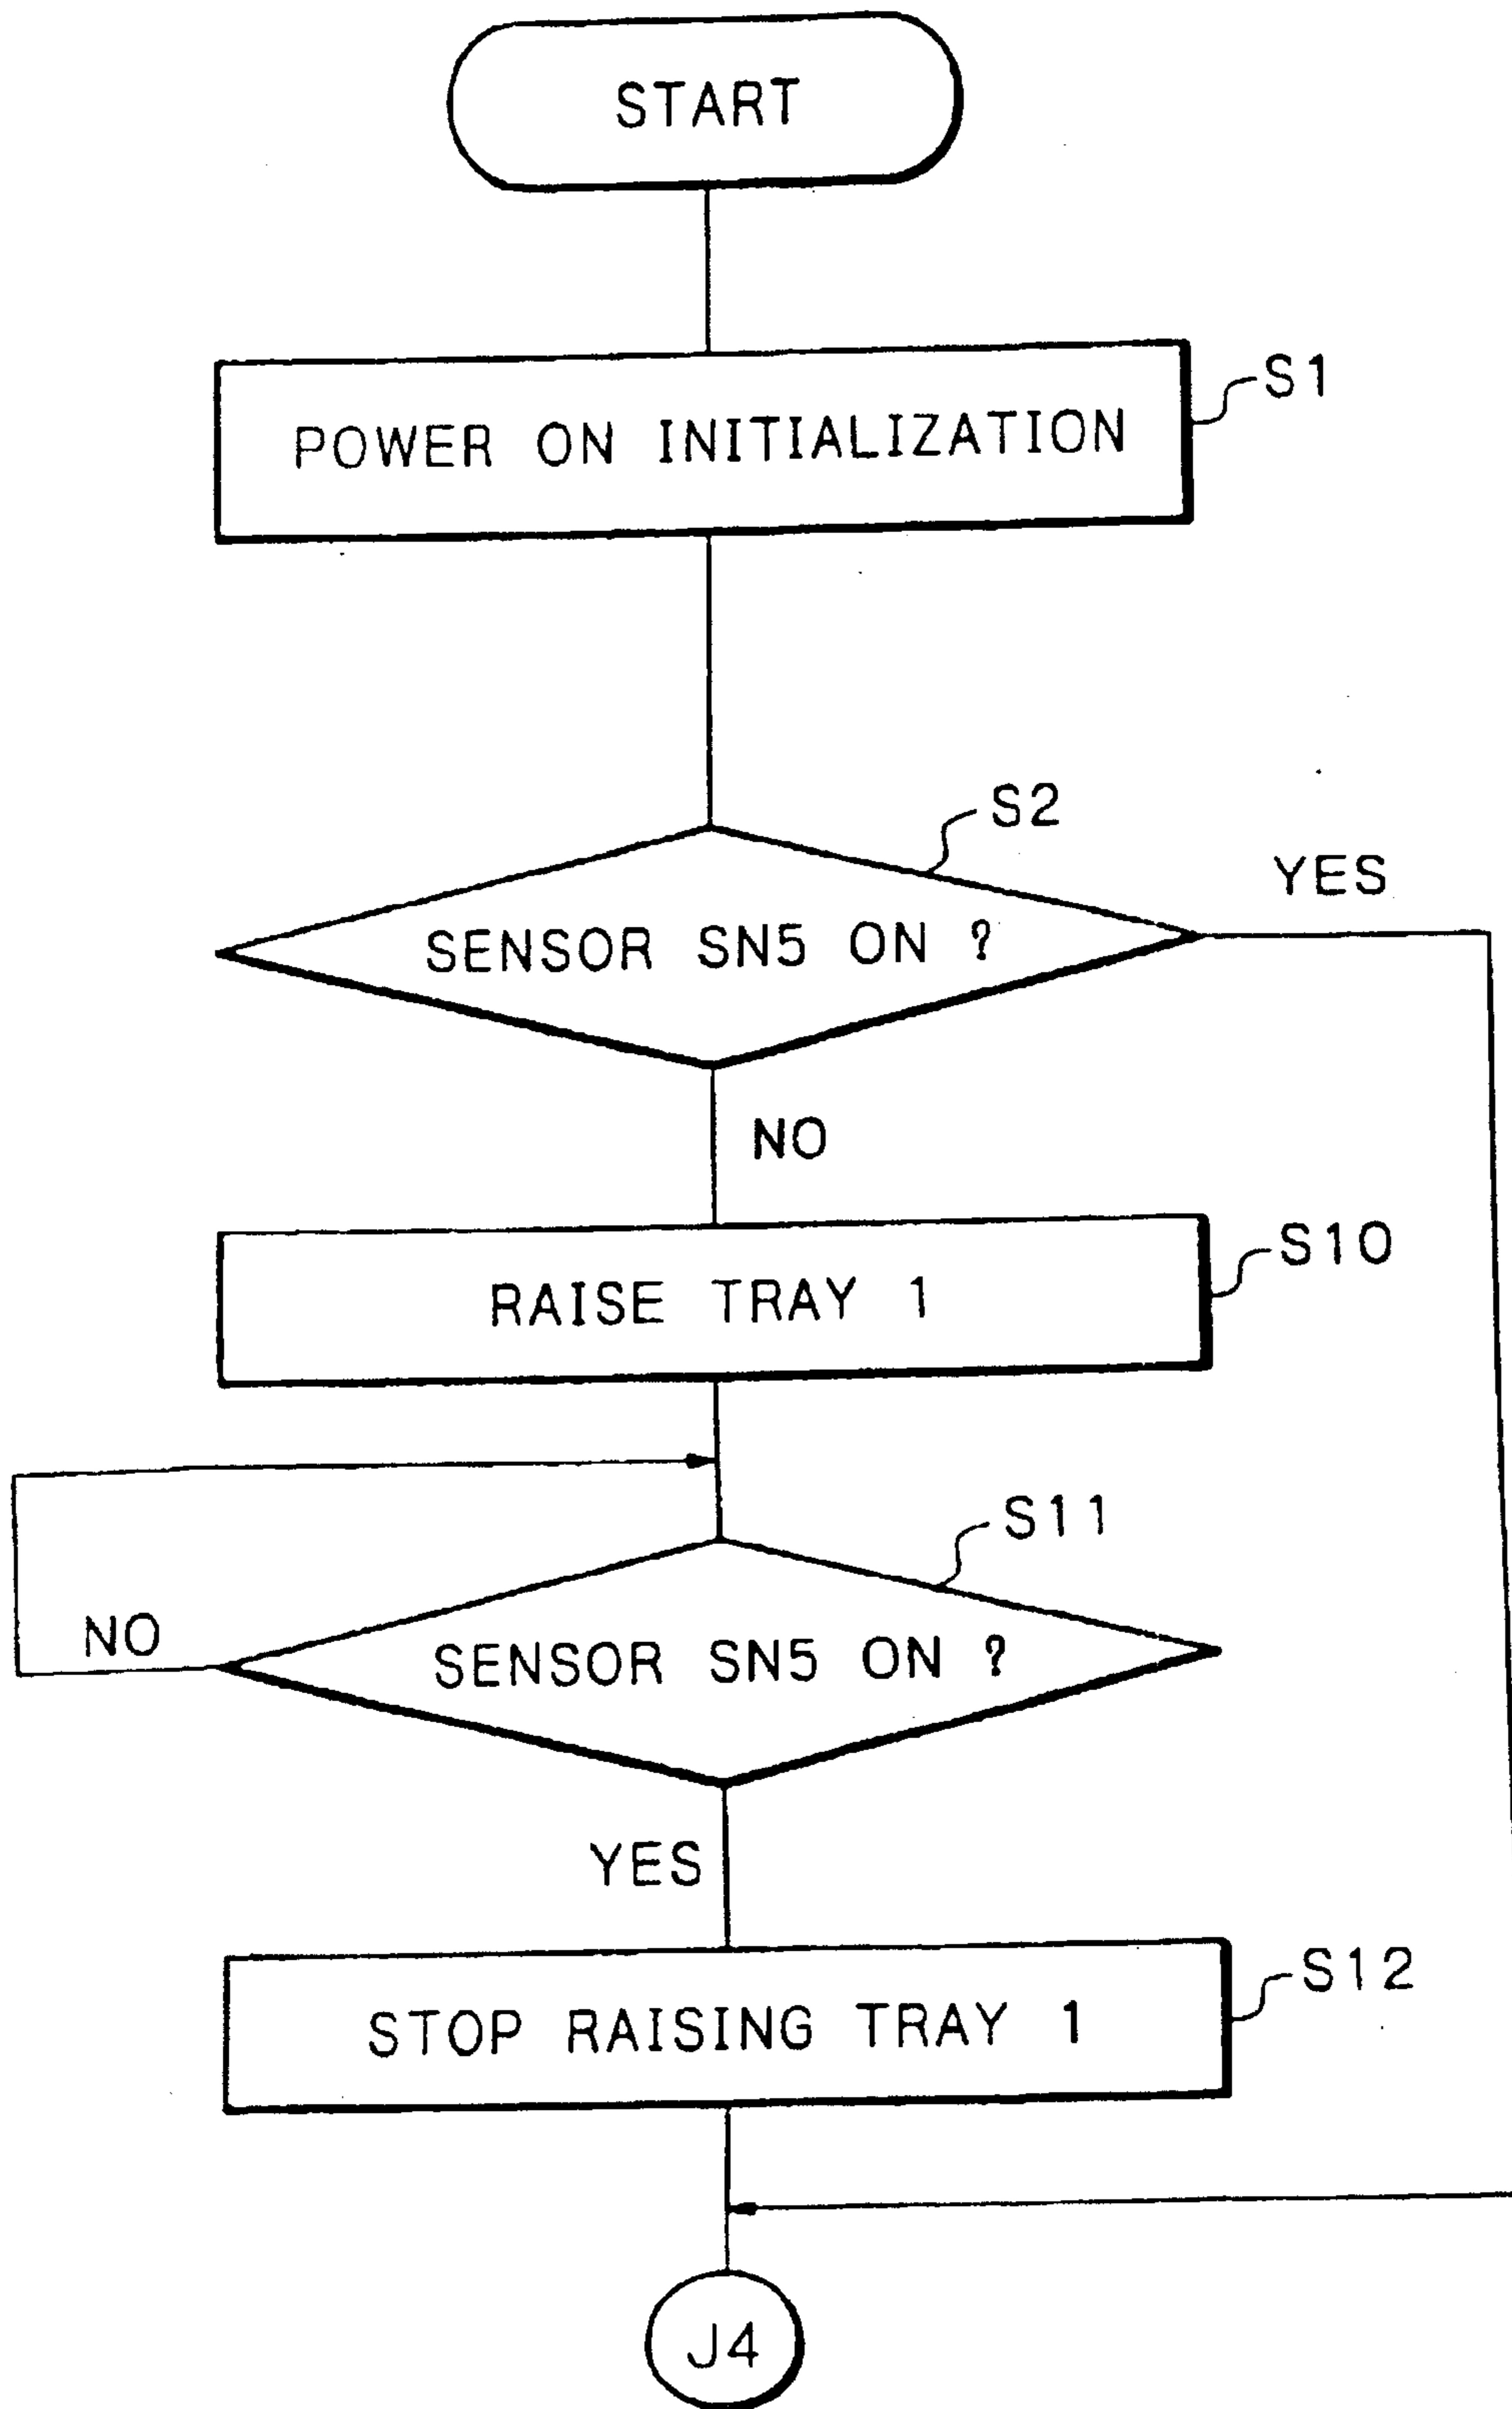 START
POWER ON INITIALIZATION
S1
S2
YES
SENSOR SN5 ON ?
NO
S10
RAISE TRAY 1
S11
NO
SENSOR SN5 ON ?
YES
S12
STOP RAISING TRAY 1
J4